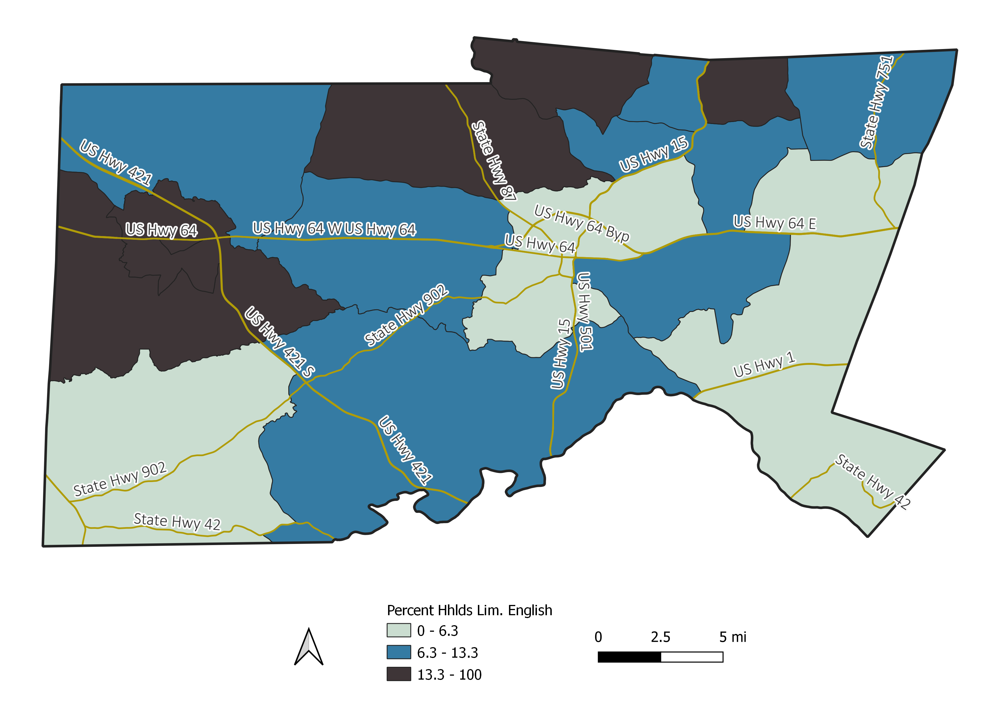 State Hwy 751
US Hwy 421
State Hwy 87
US Hwy 15
US Hwy 64
US Hwy 64 W
US Hwy 64
US Hwy 64 Byp
US Hwy 64 E
US Hwy 64
State Hwy 902
US Hwy 501
US Hwy 421 S
US Hwy 15
US Hwy 1
US Hwy 421
State Hwy 902
State Hwy 42
State Hwy 42
Percent Hhlds Lim. English
0 - 6.3
6.3 - 13.3
13.3 - 100
0 2.5 5 mi